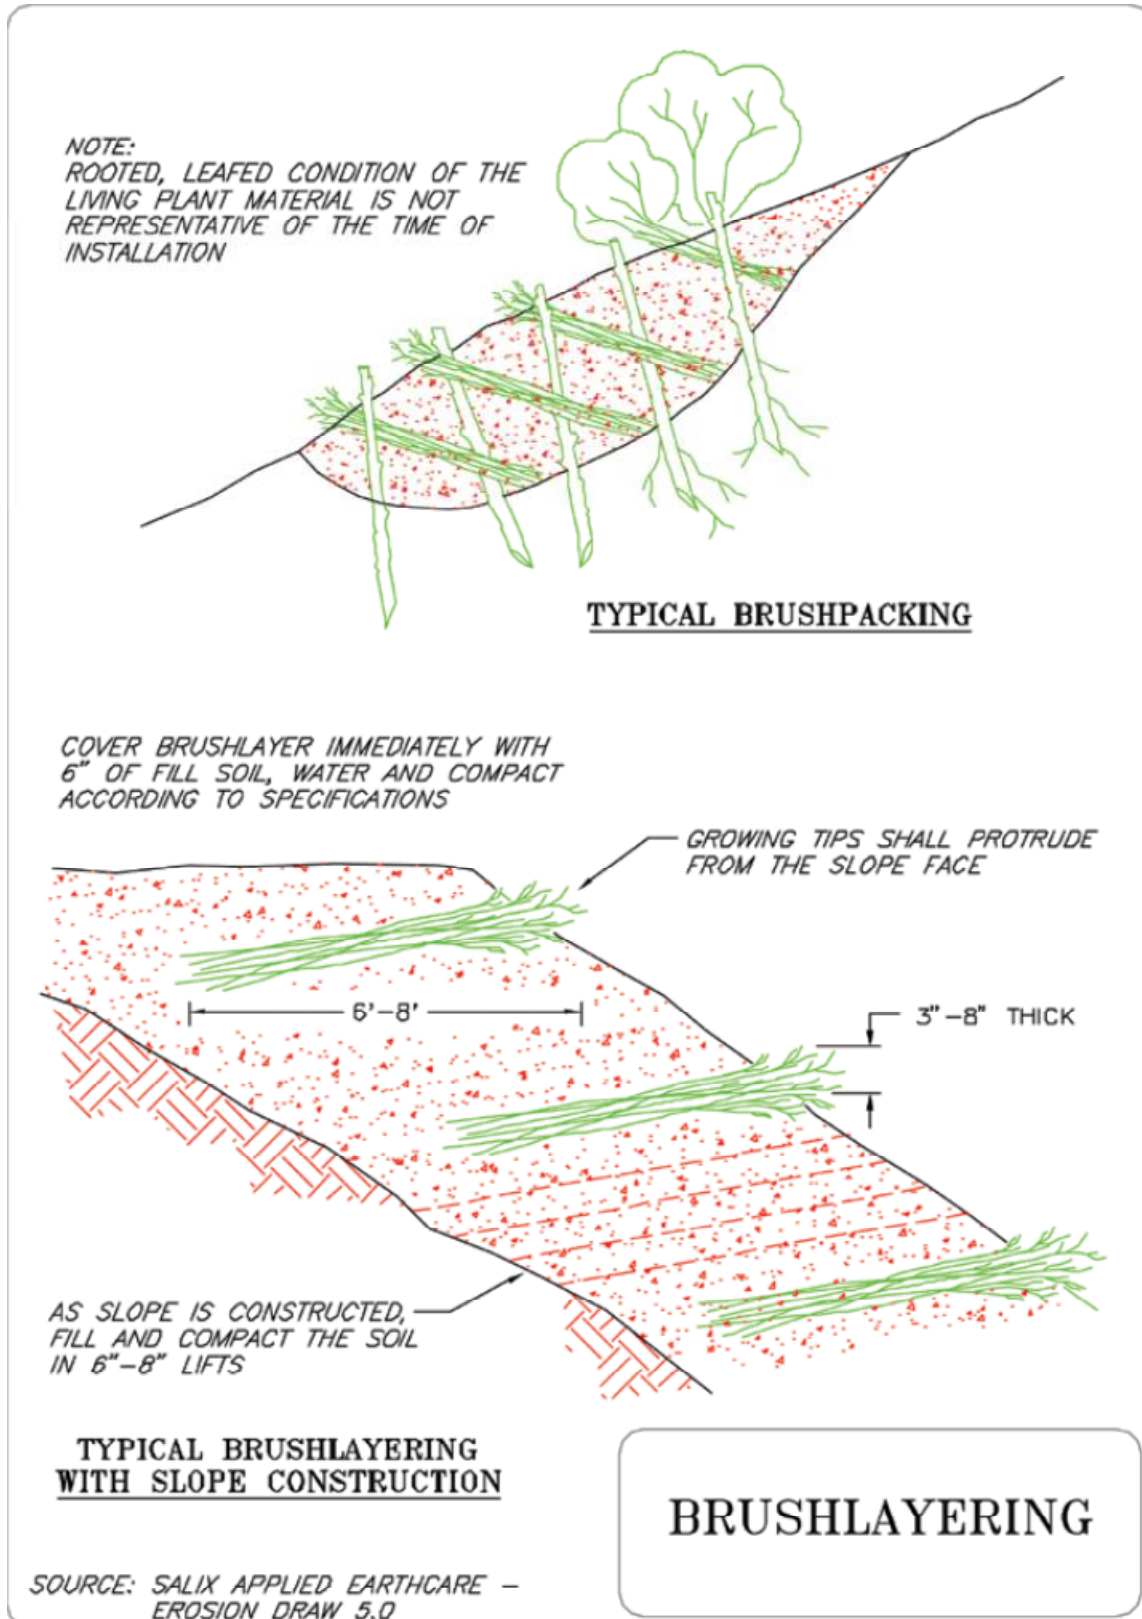 NOTE:
ROOTED, LEAFED CONDITION OF THE
LIVING PLANT MATERIAL IS NOT
REPRESENTATIVE OF THE TIME OF
INSTALLATION
TYPICAL BRUSHPACKING
COVER BRUSHLAYER IMMEDIATELY WITH
6" OF FILL SOIL, WATER AND COMPACT
ACCORDING TO SPECIFICATIONS
GROWING TIPS SHALL PROTRUDE
FROM THE SLOPE FACE
6'-8'
3"-8" THICK
AS SLOPE IS CONSTRUCTED,
FILL AND COMPACT THE SOIL
IN 6"-8" LIFTS
TYPICAL BRUSHLAYERING
WITH SLOPE CONSTRUCTION
BRUSHLAYERING
SOURCE: SALIX APPLIED EARTHCARE -
EROSION DRAW 5.0